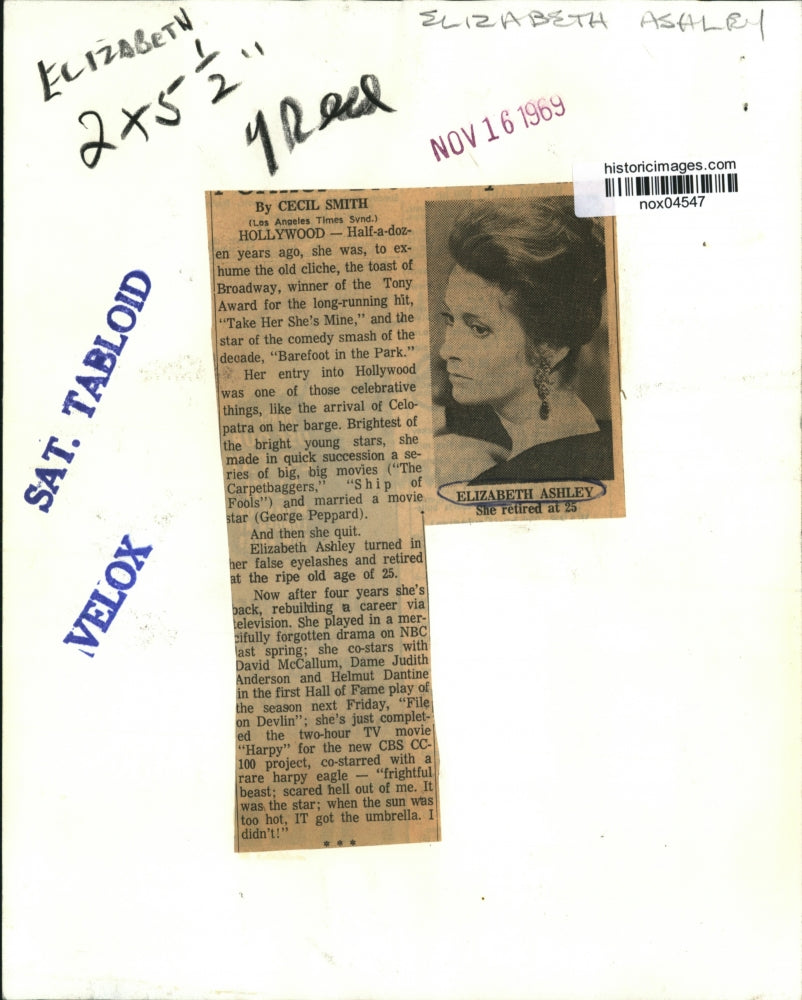 ELIZABETH ASHLEY
ELIZABETH
2 x 5 1/2"
NOV 16 1969
historicimages.com
nox04547
SAT. TABLOID
VELOX
By CECIL SMITH
(Los Angeles Times Synd.)
HOLLYWOOD — Half-a-doz-
en years ago, she was, to ex-
hume the old cliche, the toast of
Broadway, winner of the Tony
Award for the long-running hit,
"Take Her She's Mine," and the
star of the comedy smash of the
decade, "Barefoot in the Park."
Her entry into Hollywood
was one of those celebrative
things, like the arrival of Celo-
patra on her barge. Brightest of
the bright young stars, she
made in quick succession a se-
ries of big, big movies ("The
Carpetbaggers," "Ship of
Fools") and married a movie
star (George Peppard).
And then she quit.
Elizabeth Ashley turned in
her false eyelashes and retired
at the ripe old age of 25.
Now after four years she's
back, rebuilding a career via
television. She played in a mer-
cifully forgotten drama on NBC
last spring; she co-stars with
David McCallum, Dame Judith
Anderson and Helmut Dantine
in the first Hall of Fame play of
the season next Friday, "File
on Devlin"; she's just complet-
ed the two-hour TV movie
"Harpy" for the new CBS CC-
100 project, co-starred with a
rare harpy eagle — "frightful
beast; scared hell out of me. It
was the star; when the sun was
too hot, IT got the umbrella. I
didn't!"
* * *
ELIZABETH ASHLEY
She retired at 25